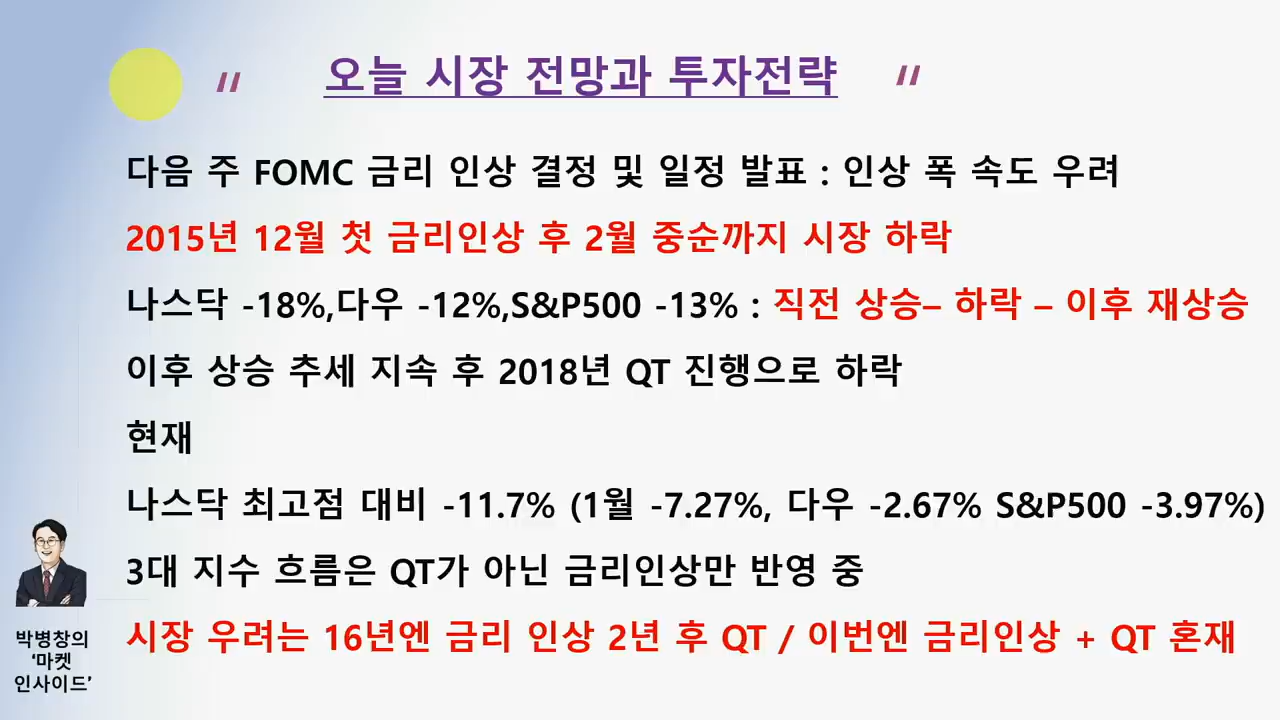 " 오늘 시장 전망과 투자전략 "
다음 주 FOMC 금리 인상 결정 및 일정 발표 : 인상 폭 속도 우려
2015년 12월 첫 금리인상 후 2월 중순까지 시장 하락
나스닥 -18%,다우 -12%,S&P500 -13% : 직전 상승– 하락 – 이후 재상승
이후 상승 추세 지속 후 2018년 QT 진행으로 하락
현재
나스닥 최고점 대비 -11.7% (1월 -7.27%, 다우 -2.67% S&P500 -3.97%)
3대 지수 흐름은 QT가 아닌 금리인상만 반영 중
시장 우려는 16년엔 금리 인상 2년 후 QT / 이번엔 금리인상 + QT 혼재
박병창의
‘마켓
인사이드’